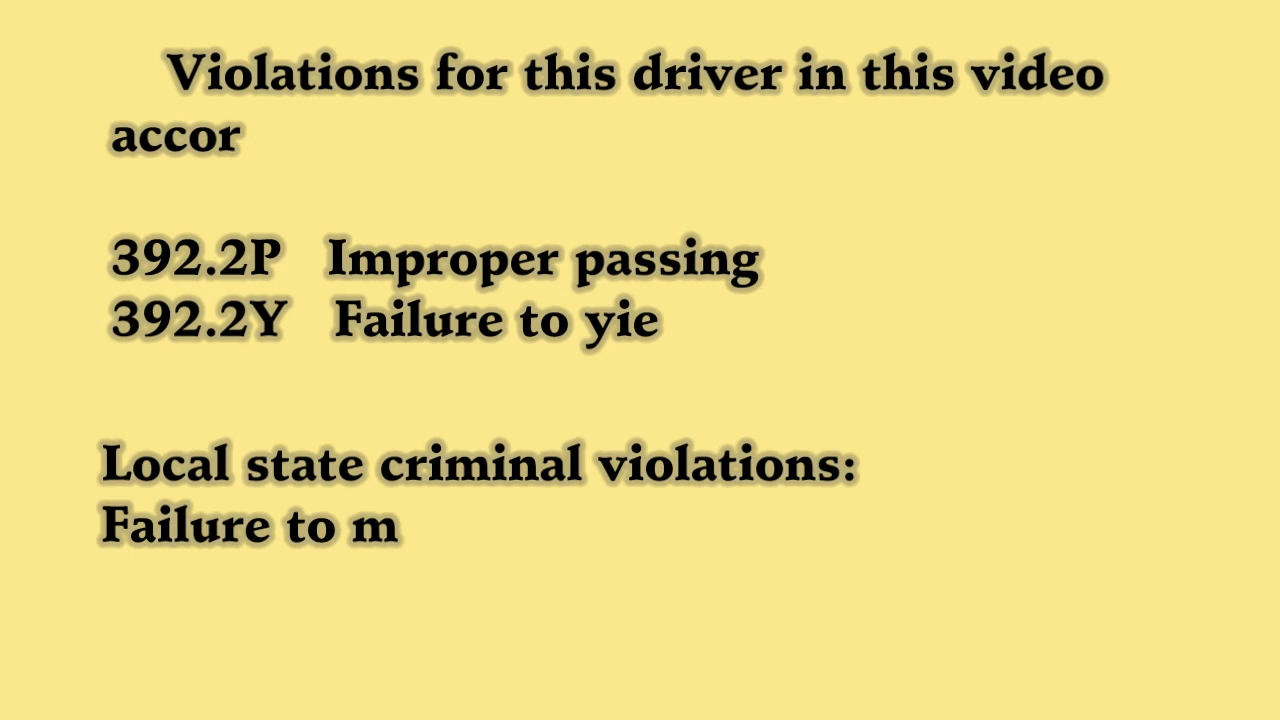 Violations for this driver in this video
accor
392.2P Improper passing
392.2Y Failure to yie
Local state criminal violations:
Failure to m